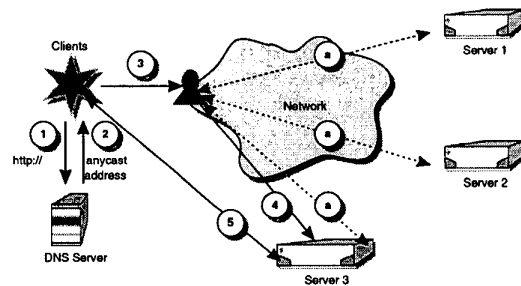 Clients
3
a
Server 1
Network
1
2
http://
anycast
address
a
Server 2
DNS Server
5
4
a
Server 3